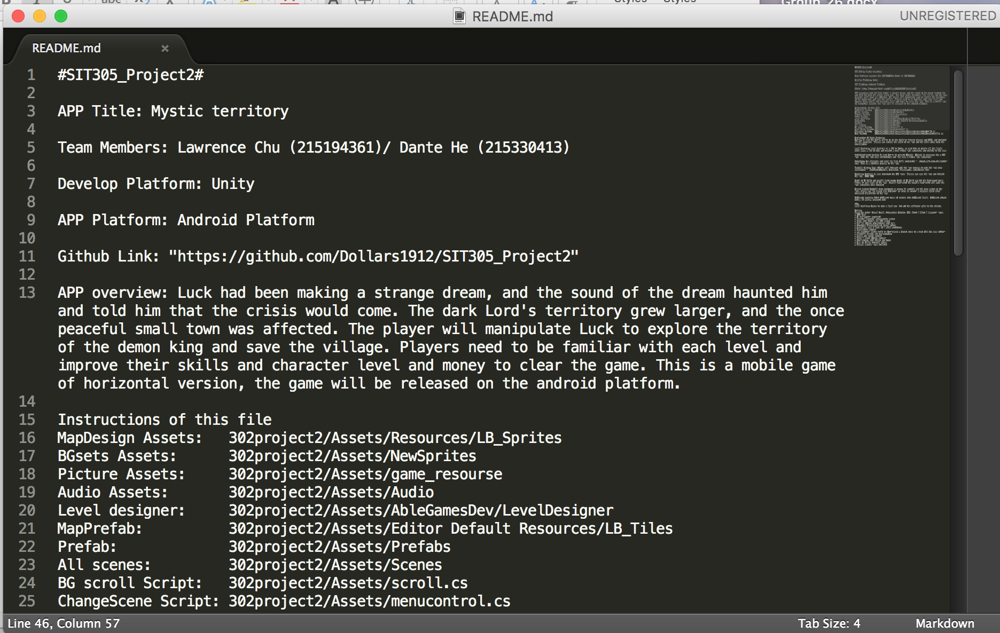 Group_26.docx
README.md
UNREGISTERED
README.md
1 #SIT305_Project2#
2
3 APP Title: Mystic territory
4
5 Team Members: Lawrence Chu (215194361)/ Dante He (215330413)
6
7 Develop Platform: Unity
8
9 APP Platform: Android Platform
10
11 Github Link: "https://github.com/Dollars1912/SIT305_Project2"
12
13 APP overview: Luck had been making a strange dream, and the sound of the dream haunted him
and told him that the crisis would come. The dark Lord's territory grew larger, and the once
peaceful small town was affected. The player will manipulate Luck to explore the territory
of the demon king and save the village. Players need to be familiar with each level and
improve their skills and character level and money to clear the game. This is a mobile game
of horizontal version, the game will be released on the android platform.
14
15 Instructions of this file
16 MapDesign Assets: 302project2/Assets/Resources/LB_Sprites
17 BGsets Assets: 302project2/Assets/NewSprites
18 Picture Assets: 302project2/Assets/game_resourse
19 Audio Assets: 302project2/Assets/Audio
20 Level designer: 302project2/Assets/AbleGamesDev/LevelDesigner
21 MapPrefab: 302project2/Assets/Editor Default Resources/LB_Tiles
22 Prefab: 302project2/Assets/Prefabs
23 All scenes: 302project2/Assets/Scenes
24 BG scroll Script: 302project2/Assets/scroll.cs
25 ChangeScene Script: 302project2/Assets/menucontrol.cs
Line 46, Column 57
Tab Size: 4
Markdown